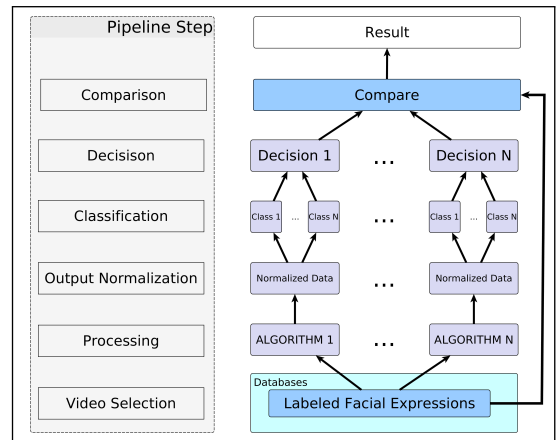 Pipeline Step
Result
Comparison
Compare
Decisison
Decision 1
...
Decision N
Classification
Class 1
...
Class N
...
Class 1
...
Class N
Output Normalization
Normalized Data
...
Normalized Data
Processing
ALGORITHM 1
...
ALGORITHM N
Databases
Video Selection
Labeled Facial Expressions